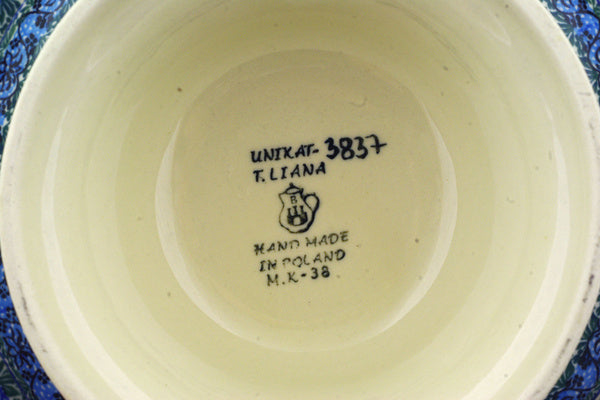 UNIKAT-3837
T. LIANA
B
HAND MADE
IN POLAND
M.K-38